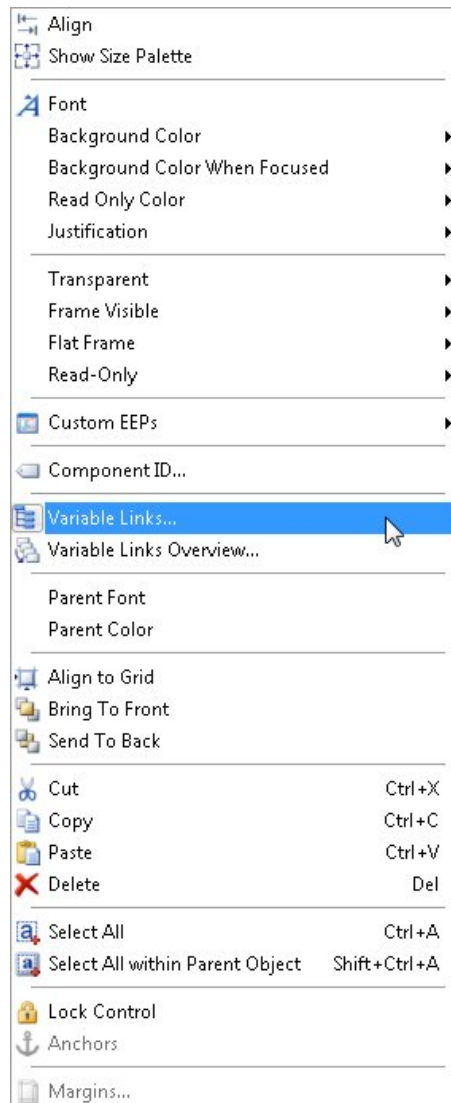 Align
Show Size Palette
Font
Background Color
Background Color When Focused
Read Only Color
Justification
Transparent
Frame Visible
Flat Frame
Read-Only
Custom EEPs
Component ID...
Variable Links...
Variable Links Overview...
Parent Font
Parent Color
Align to Grid
Bring To Front
Send To Back
Cut Ctrl+X
Copy Ctrl+C
Paste Ctrl+V
Delete Del
Select All Ctrl+A
Select All within Parent Object Shift+Ctrl+A
Lock Control
Anchors
Margins...